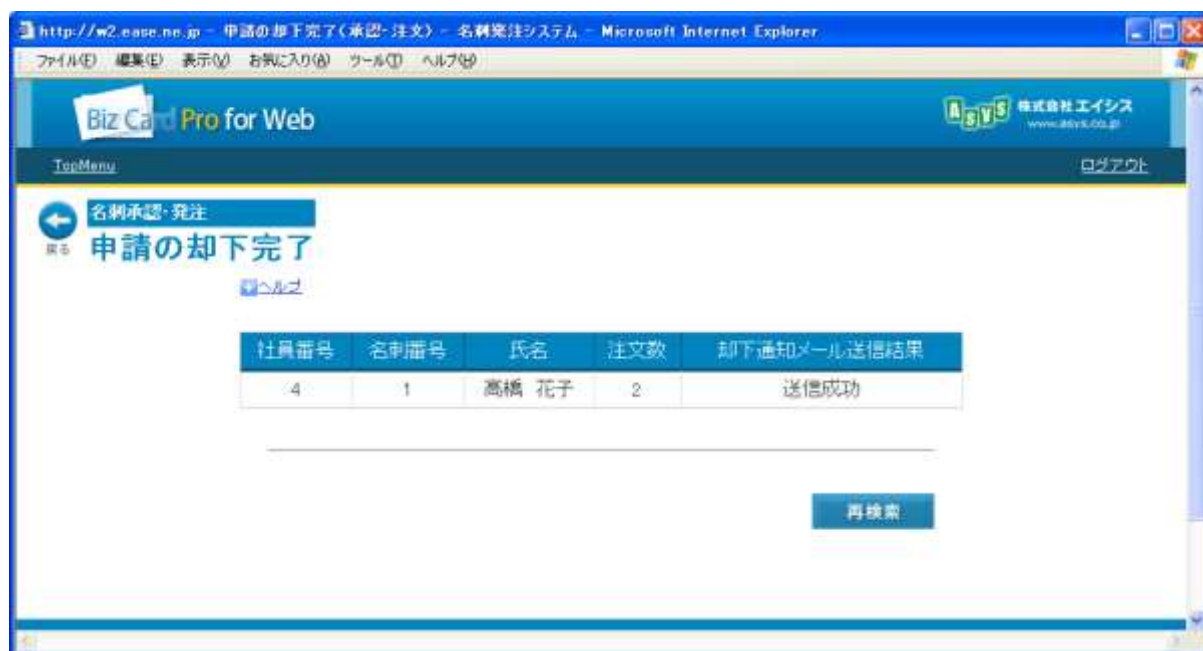 http://w2.ease.ne.jp - 申請の却下完了(承認・注文) - 名刺発注システム - Microsoft Internet Explorer
ファイル(F) 編集(E) 表示(V) お気に入り(A) ツール(T) ヘルプ(H)
Biz Card Pro for Web
Asys 株式会社エイシス
www.asys.co.jp
TopMenu ログアウト
名刺承認・発注
戻る 申請の却下完了
ヘルプ
社員番号 名刺番号 氏名 注文数 却下通知メール送信結果
4 1 高橋 花子 2 送信成功
再検索